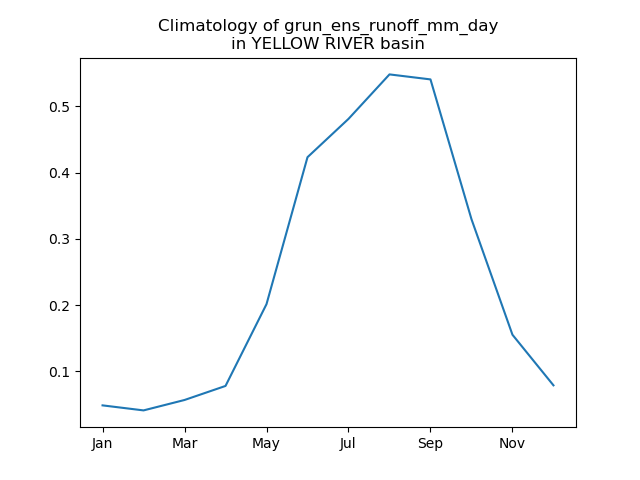 Climatology of grun_ens_runoff_mm_day
in YELLOW RIVER basin
0.5
0.4
0.3
0.2
0.1
Jan
Mar
May
Jul
Sep
Nov